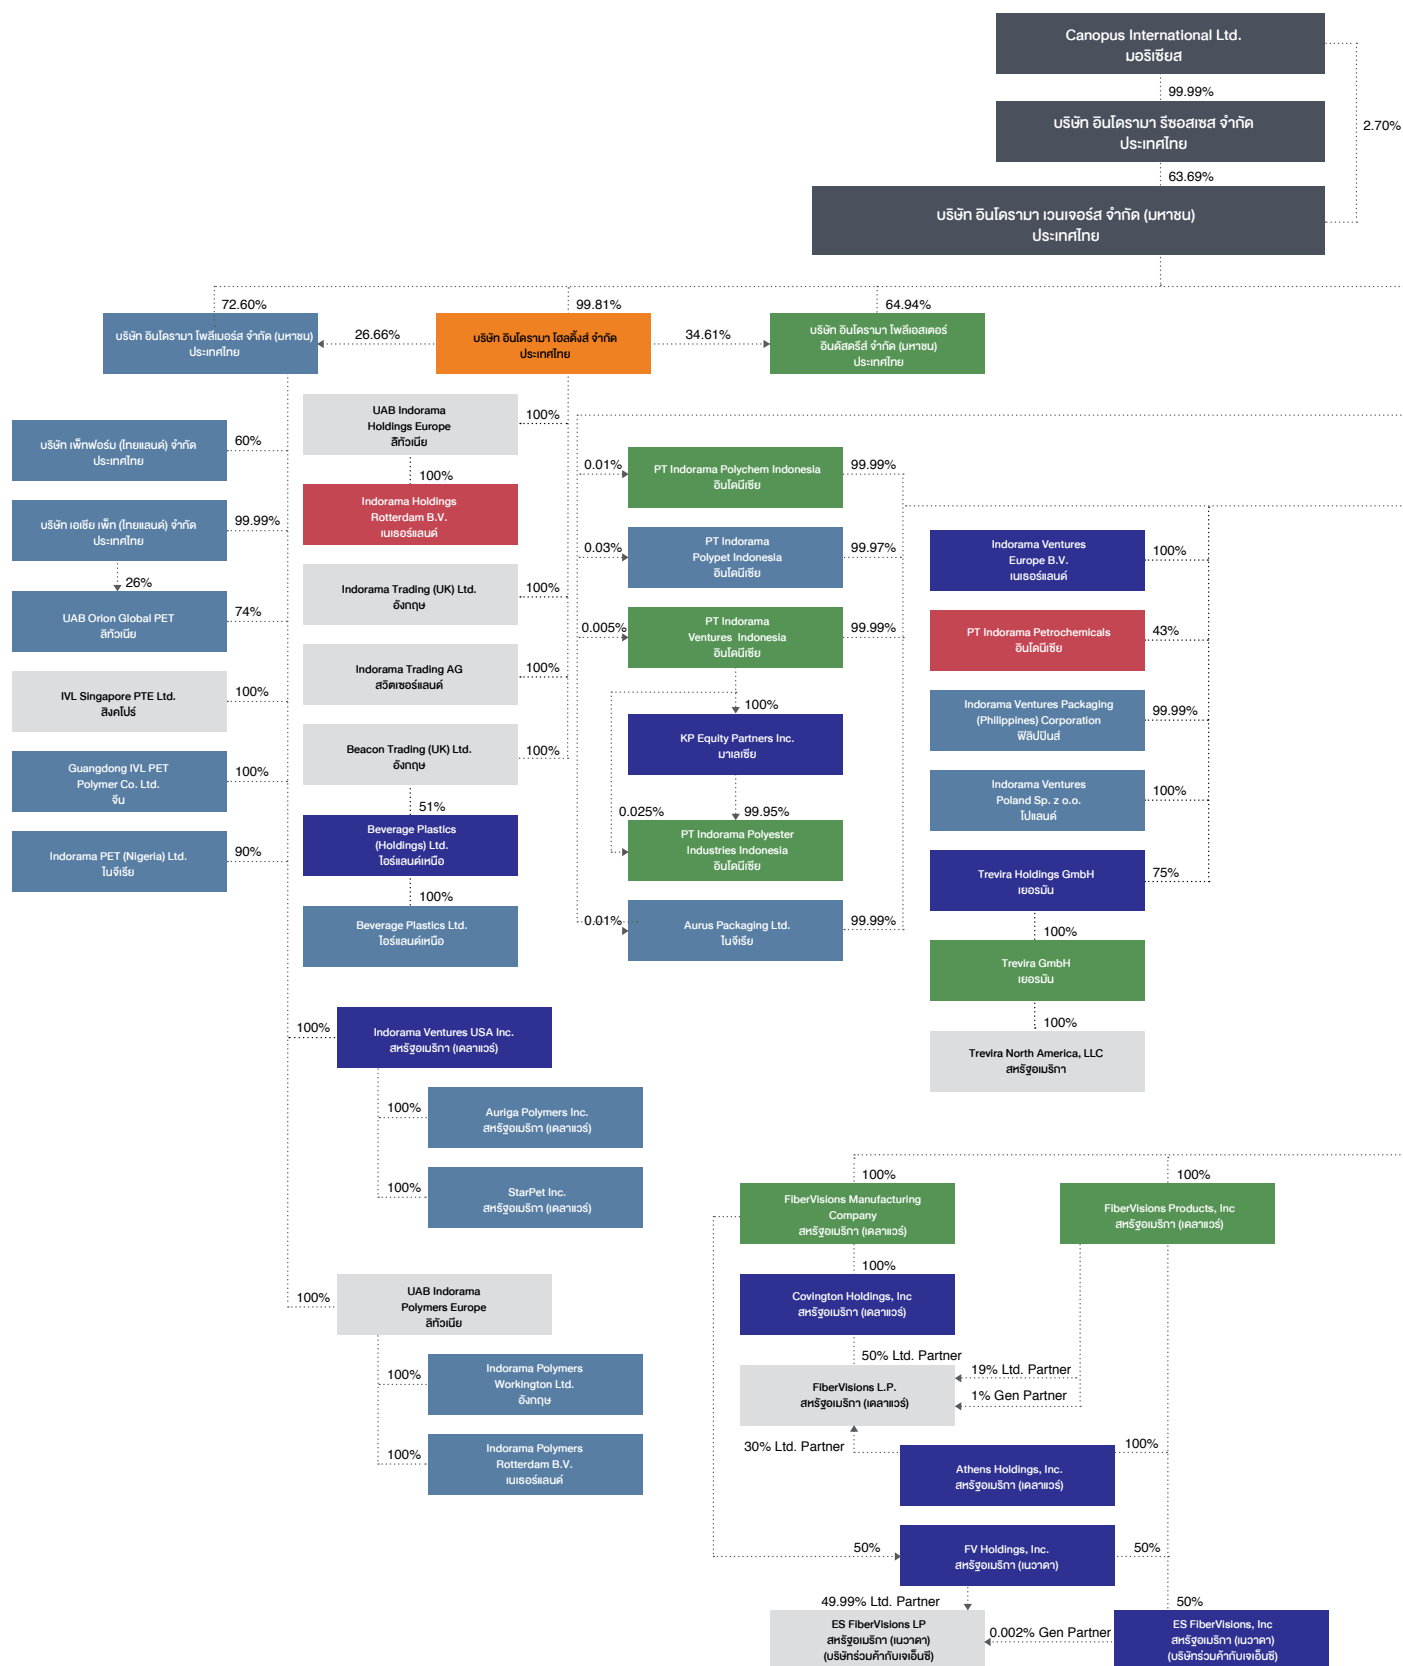 Canopus International Ltd.
มอริเซียส
99.99%
บริษัท อินโดรามา รีซอสเซส จำกัด
ประเทศไทย
2.70%
63.69%
บริษัท อินโดรามา เวนเจอร์ส จำกัด (มหาชน)
ประเทศไทย
72.60%
99.81%
64.94%
บริษัท อินโดรามา โพลีเมอร์ส จำกัด (มหาชน)
ประเทศไทย
26.66%
บริษัท อินโดรามา โฮลดิ้งส์ จำกัด
ประเทศไทย
34.61%
บริษัท อินโดรามา โพลีเอสเตอร์
อินดัสตรีส์ จำกัด (มหาชน)
ประเทศไทย
บริษัท เพ็ทฟอร์ม (ไทยแลนด์) จำกัด
ประเทศไทย
60%
บริษัท เอเชีย เพ็ท (ไทยแลนด์) จำกัด
ประเทศไทย
99.99%
26%
UAB Orion Global PET
ลิทัวเนีย
74%
IVL Singapore PTE Ltd.
สิงคโปร์
100%
Guangdong IVL PET
Polymer Co. Ltd.
จีน
100%
Indorama PET (Nigeria) Ltd.
ไนจีเรีย
90%
UAB Indorama
Holdings Europe
ลิทัวเนีย
100%
100%
Indorama Holdings
Rotterdam B.V.
เนเธอร์แลนด์
Indorama Trading (UK) Ltd.
อังกฤษ
100%
Indorama Trading AG
สวิตเซอร์แลนด์
100%
Beacon Trading (UK) Ltd.
อังกฤษ
100%
51%
Beverage Plastics
(Holdings) Ltd.
ไอร์แลนด์เหนือ
100%
Beverage Plastics Ltd.
ไอร์แลนด์เหนือ
0.01%
PT Indorama Polychem Indonesia
อินโดนีเซีย
99.99%
0.03%
PT Indorama
Polypet Indonesia
อินโดนีเซีย
99.97%
0.005%
PT Indorama
Ventures Indonesia
อินโดนีเซีย
99.99%
100%
KP Equity Partners Inc.
มาเลเซีย
0.025%
99.95%
PT Indorama Polyester
Industries Indonesia
อินโดนีเซีย
0.01%
Aurus Packaging Ltd.
ไนจีเรีย
99.99%
Indorama Ventures
Europe B.V.
เนเธอร์แลนด์
100%
PT Indorama Petrochemicals
อินโดนีเซีย
43%
Indorama Ventures Packaging
(Philippines) Corporation
ฟิลิปปินส์
99.99%
Indorama Ventures
Poland Sp. z o.o.
โปแลนด์
100%
Trevira Holdings GmbH
เยอรมัน
75%
100%
Trevira GmbH
เยอรมัน
100%
Trevira North America, LLC
สหรัฐอเมริกา
100%
Indorama Ventures USA Inc.
สหรัฐอเมริกา (เดลาแวร์)
100%
Auriga Polymers Inc.
สหรัฐอเมริกา (เดลาแวร์)
100%
StarPet Inc.
สหรัฐอเมริกา (เดลาแวร์)
100%
UAB Indorama
Polymers Europe
ลิทัวเนีย
100%
Indorama Polymers
Workington Ltd.
อังกฤษ
100%
Indorama Polymers
Rotterdam B.V.
เนเธอร์แลนด์
100%
100%
FiberVisions Manufacturing
Company
สหรัฐอเมริกา (เดลาแวร์)
FiberVisions Products, Inc
สหรัฐอเมริกา (เดลาแวร์)
100%
Covington Holdings, Inc
สหรัฐอเมริกา (เดลาแวร์)
50% Ltd. Partner
FiberVisions L.P.
สหรัฐอเมริกา (เดลาแวร์)
19% Ltd. Partner
1% Gen Partner
30% Ltd. Partner
100%
Athens Holdings, Inc.
สหรัฐอเมริกา (เดลาแวร์)
50%
FV Holdings, Inc.
สหรัฐอเมริกา (เนวาดา)
50%
49.99% Ltd. Partner
50%
ES FiberVisions LP
สหรัฐอเมริกา (เนวาดา)
(บริษัทร่วมค้ากับเจเอ็นซี)
0.002% Gen Partner
ES FiberVisions, Inc
สหรัฐอเมริกา (เนวาดา)
(บริษัทร่วมค้ากับเจเอ็นซี)